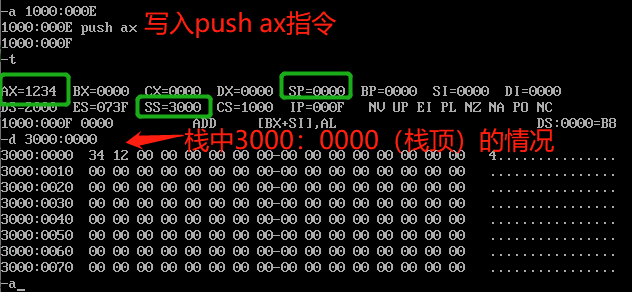 -a 1000:000E
1000:000E push ax 写入push ax指令
1000:000F
-t
AX=1234 BX=0000 CX=0000 DX=0000 SP=0000 BP=0000 SI=0000 DI=0000
DS=2000 ES=073F SS=3000 CS=1000 IP=000F NV UP EI PL NZ NA PO NC
1000:000F 0000 ADD [BX+SI],AL DS:0000=B8
-d 3000:0000 栈中3000：0000（栈顶）的情况
3000:0000 34 12 00 00 00 00 00 00-00 00 00 00 00 00 00 00 4...............
3000:0010 00 00 00 00 00 00 00 00-00 00 00 00 00 00 00 00 ................
3000:0020 00 00 00 00 00 00 00 00-00 00 00 00 00 00 00 00 ................
3000:0030 00 00 00 00 00 00 00 00-00 00 00 00 00 00 00 00 ................
3000:0040 00 00 00 00 00 00 00 00-00 00 00 00 00 00 00 00 ................
3000:0050 00 00 00 00 00 00 00 00-00 00 00 00 00 00 00 00 ................
3000:0060 00 00 00 00 00 00 00 00-00 00 00 00 00 00 00 00 ................
3000:0070 00 00 00 00 00 00 00 00-00 00 00 00 00 00 00 00 ................
-a_